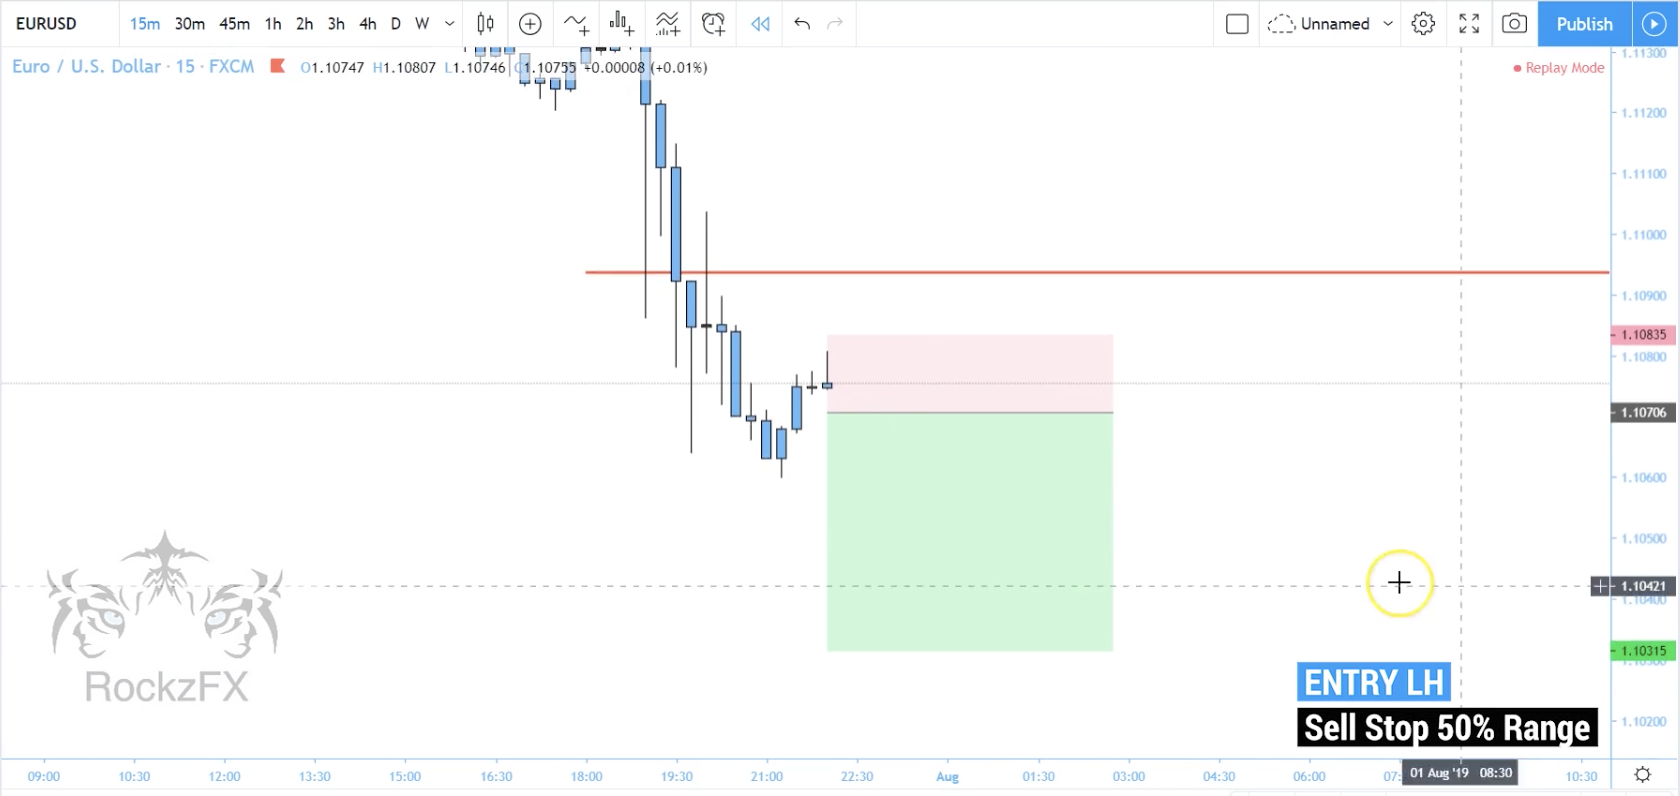 EURUSD 15m 30m 45m 1h 2h 3h 4h D W Unnamed Publish
Euro / U.S. Dollar · 15 · FXCM O1.10747 H1.10807 L1.10746 C1.10755 +0.00008 (+0.01%)
Replay Mode
1.11300
1.11200
1.11100
1.11000
1.10900
1.10835
1.10800
1.10706
1.10600
1.10500
1.10421
1.10400
1.10315
1.10300
1.10200
RockzFX
ENTRY LH
Sell Stop 50% Range
09:00 10:30 12:00 13:30 15:00 16:30 18:00 19:30 21:00 22:30 Aug 01:30 03:00 04:30 06:00 07: 01 Aug '19 08:30 10:30